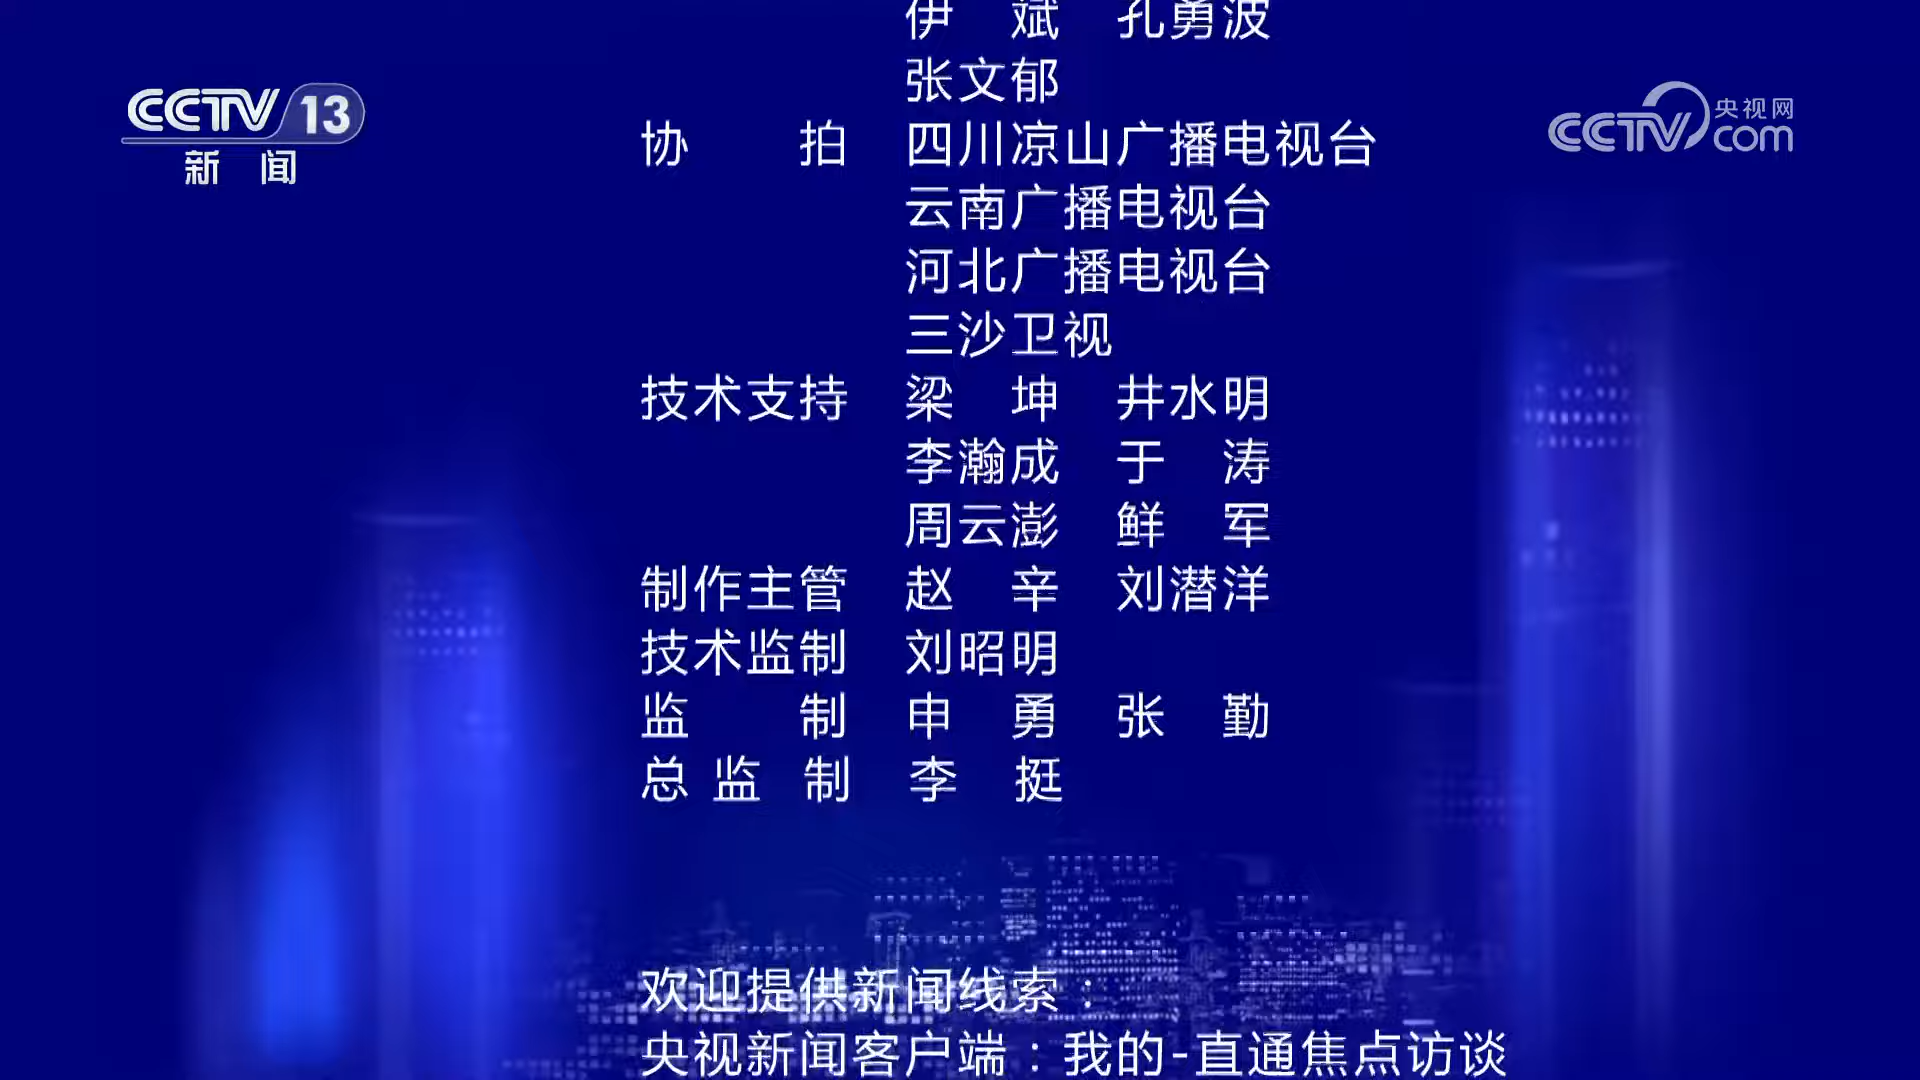 伊 斌 孔勇波
张文郁
协 拍 四川凉山广播电视台
云南广播电视台
河北广播电视台
三沙卫视
技术支持 梁 坤 井水明
李瀚成 于 涛
周云澎 鲜 军
制作主管 赵 辛 刘潜洋
技术监制 刘昭明
监 制 申 勇 张 勤
总 监 制 李 挺
欢迎提供新闻线索：
央视新闻客户端：我的-直通焦点访谈
CCTV 13
新 闻
CCTV 央视网
com